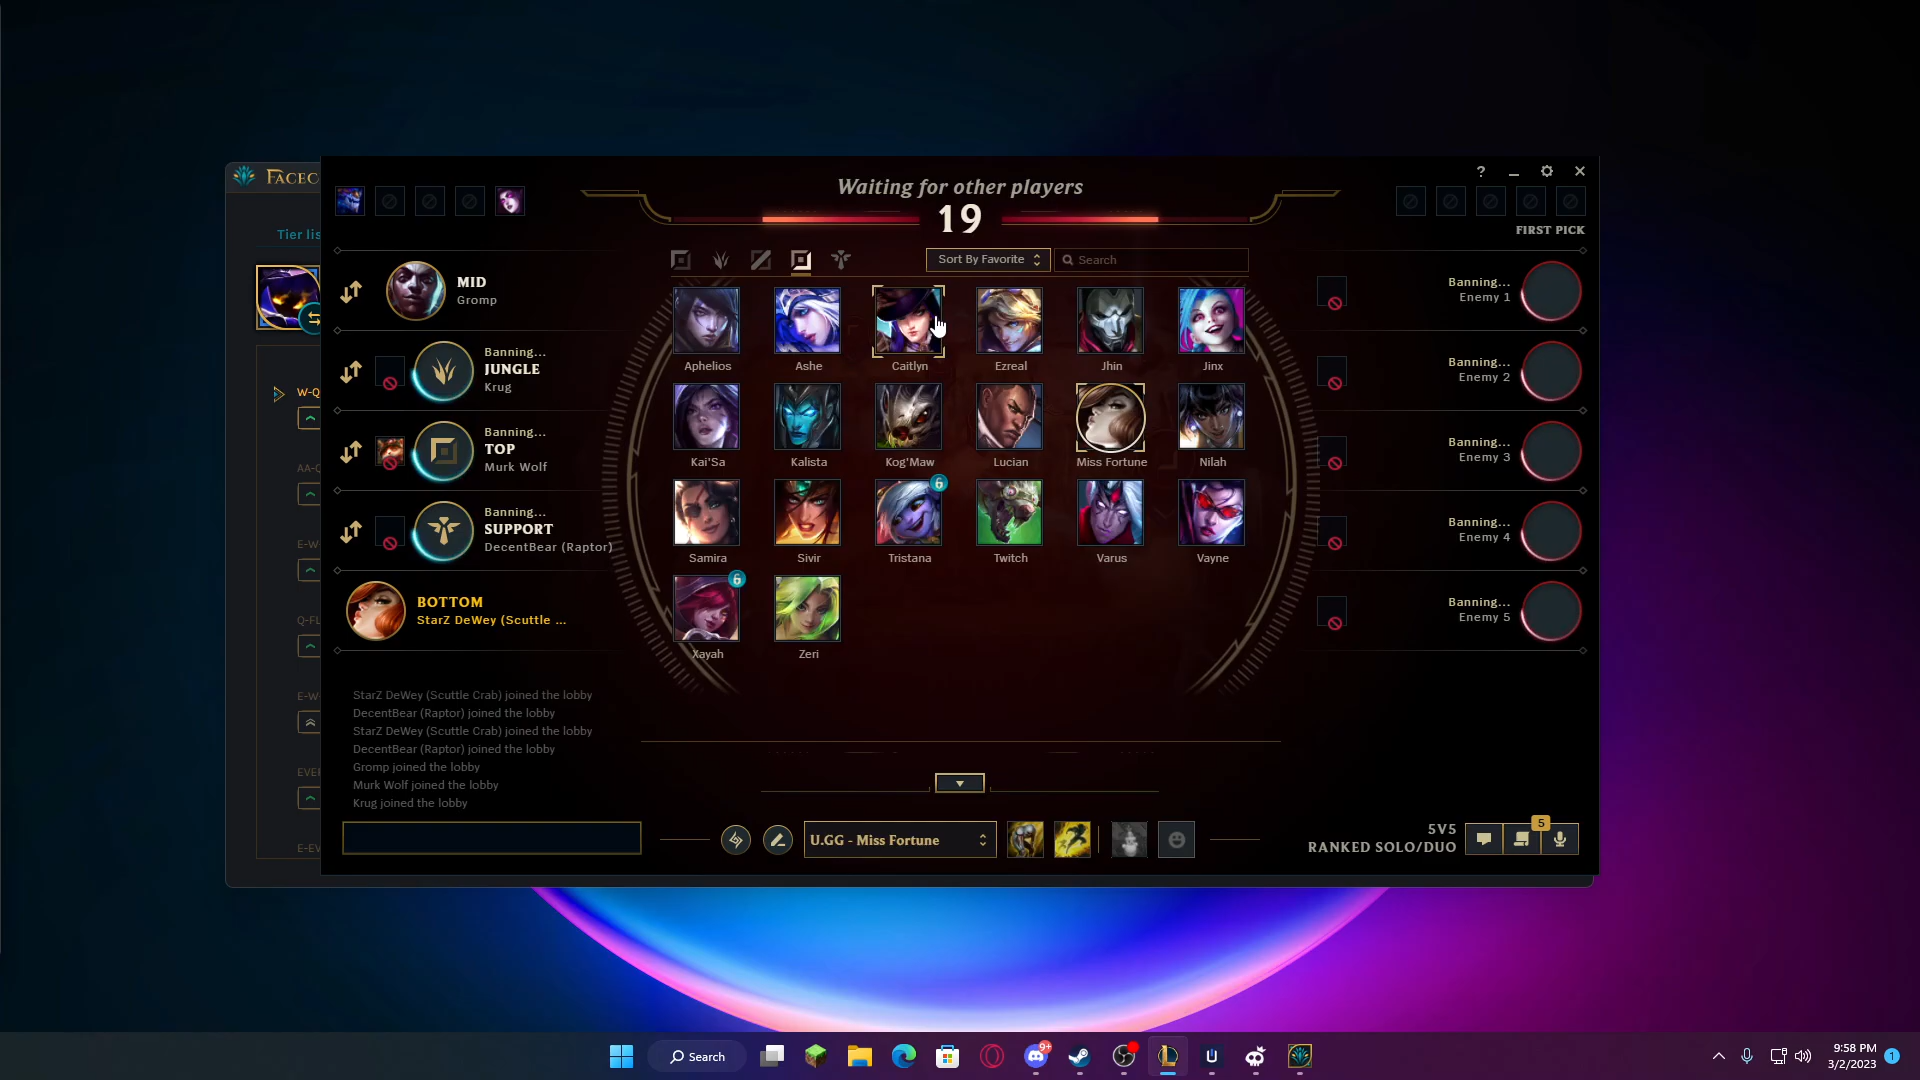 FACEC
Tier lis
W-Q
AA-Q
E-W-
Q-FL
E-W-
EVER
E-EV
Waiting for other players
19
FIRST PICK
Sort By Favorite
Search
MID
Gromp
Banning...
JUNGLE
Krug
Banning...
TOP
Murk Wolf
Banning...
SUPPORT
DecentBear (Raptor)
BOTTOM
StarZ DeWey (Scuttle ...
Aphelios
Ashe
Caitlyn
Ezreal
Jhin
Jinx
Kai'Sa
Kalista
Kog'Maw
Lucian
Miss Fortune
Nilah
6
Samira
Sivir
Tristana
Twitch
Varus
Vayne
6
Xayah
Zeri
Banning...
Enemy 1
Banning...
Enemy 2
Banning...
Enemy 3
Banning...
Enemy 4
Banning...
Enemy 5
StarZ DeWey (Scuttle Crab) joined the lobby
DecentBear (Raptor) joined the lobby
StarZ DeWey (Scuttle Crab) joined the lobby
DecentBear (Raptor) joined the lobby
Gromp joined the lobby
Murk Wolf joined the lobby
Krug joined the lobby
U.GG - Miss Fortune
5V5
RANKED SOLO/DUO
5
Search
9+
9:58 PM
3/2/2023
1